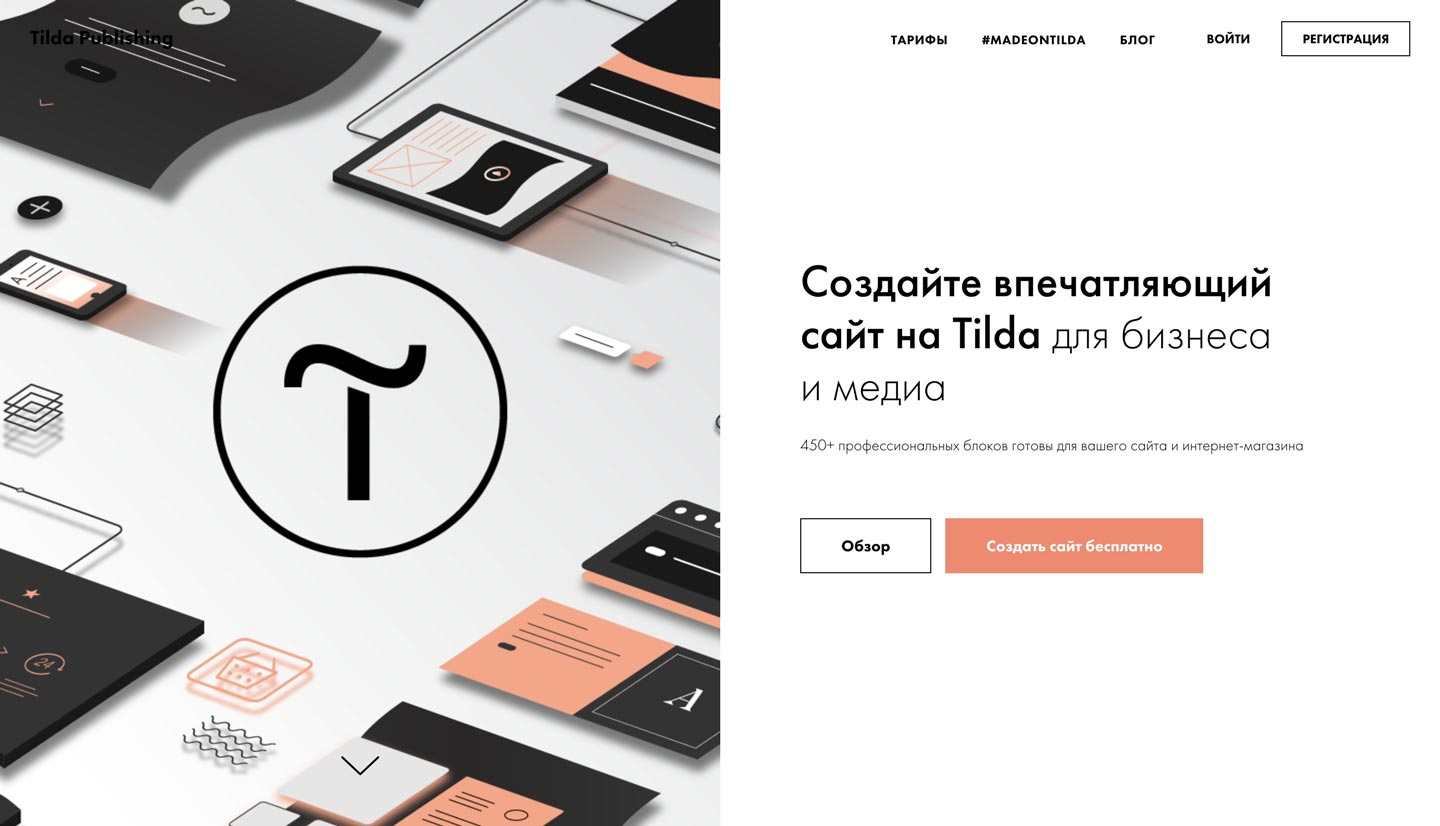 Tilda Publishing
ТАРИФЫ
#MADEONTILDA
БЛОГ
ВОЙТИ
РЕГИСТРАЦИЯ
Создайте впечатляющий
сайт на Tilda для бизнеса
и медиа
450+ профессиональных блоков готовы для вашего сайта и интернет-магазина
Обзор
Создать сайт бесплатно
A
24
A